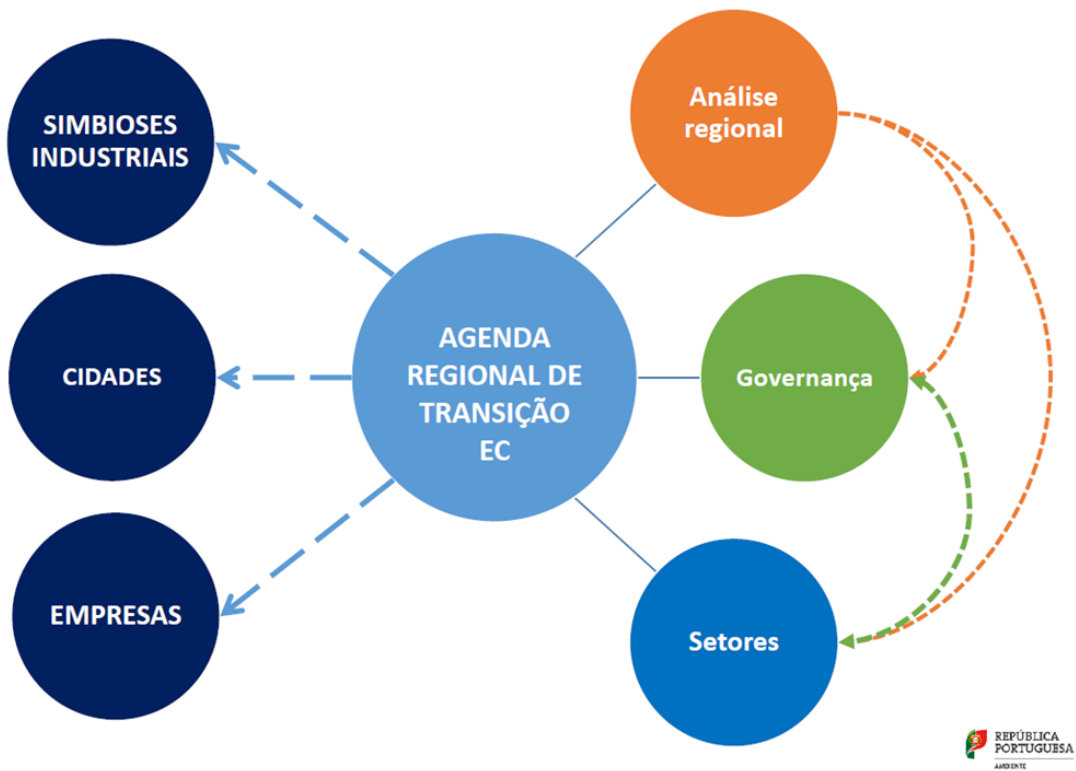 SIMBIOSES
INDUSTRIAIS
CIDADES
EMPRESAS
AGENDA
REGIONAL DE
TRANSIÇÃO
EC
Análise
regional
Governança
Setores
REPÚBLICA
PORTUGUESA
AMBIENTE